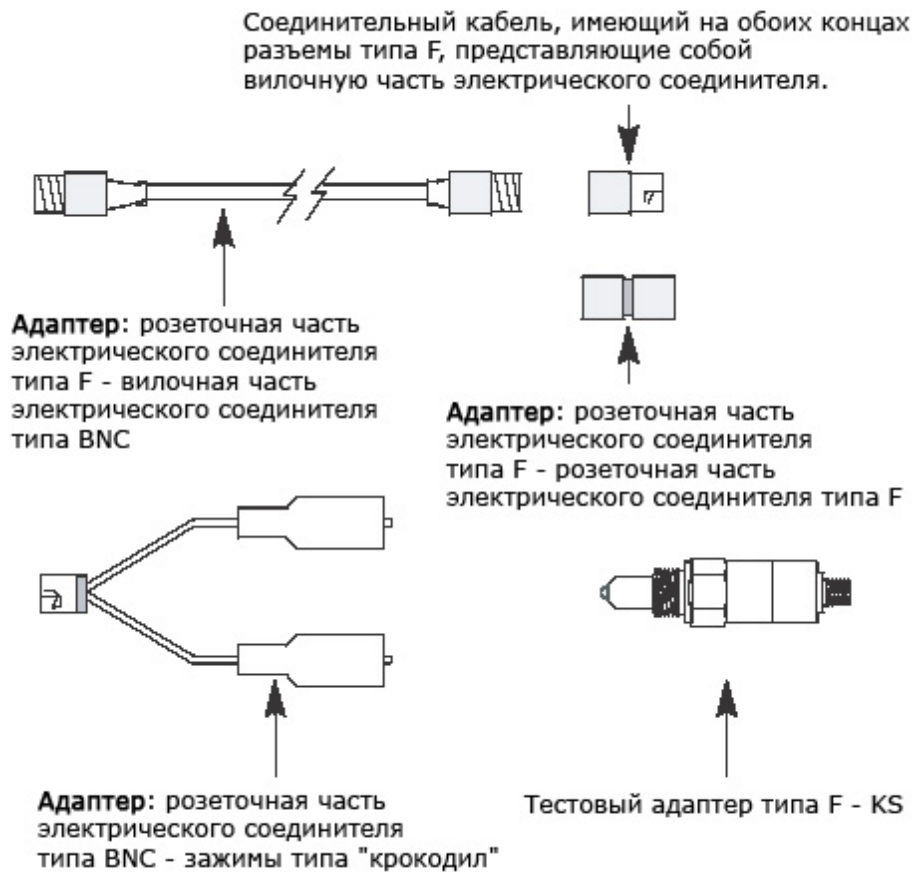 Соединительный кабель, имеющий на обоих концах
разъемы типа F, представляющие собой
вилочную часть электрического соединителя.
Адаптер: розеточная часть
электрического соединителя
типа F - вилочная часть
электрического соединителя
типа BNC
Адаптер: розеточная часть
электрического соединителя
типа F - розеточная часть
электрического соединителя типа F
Адаптер: розеточная часть
электрического соединителя
типа BNC - зажимы типа "крокодил"
Тестовый адаптер типа F - KS